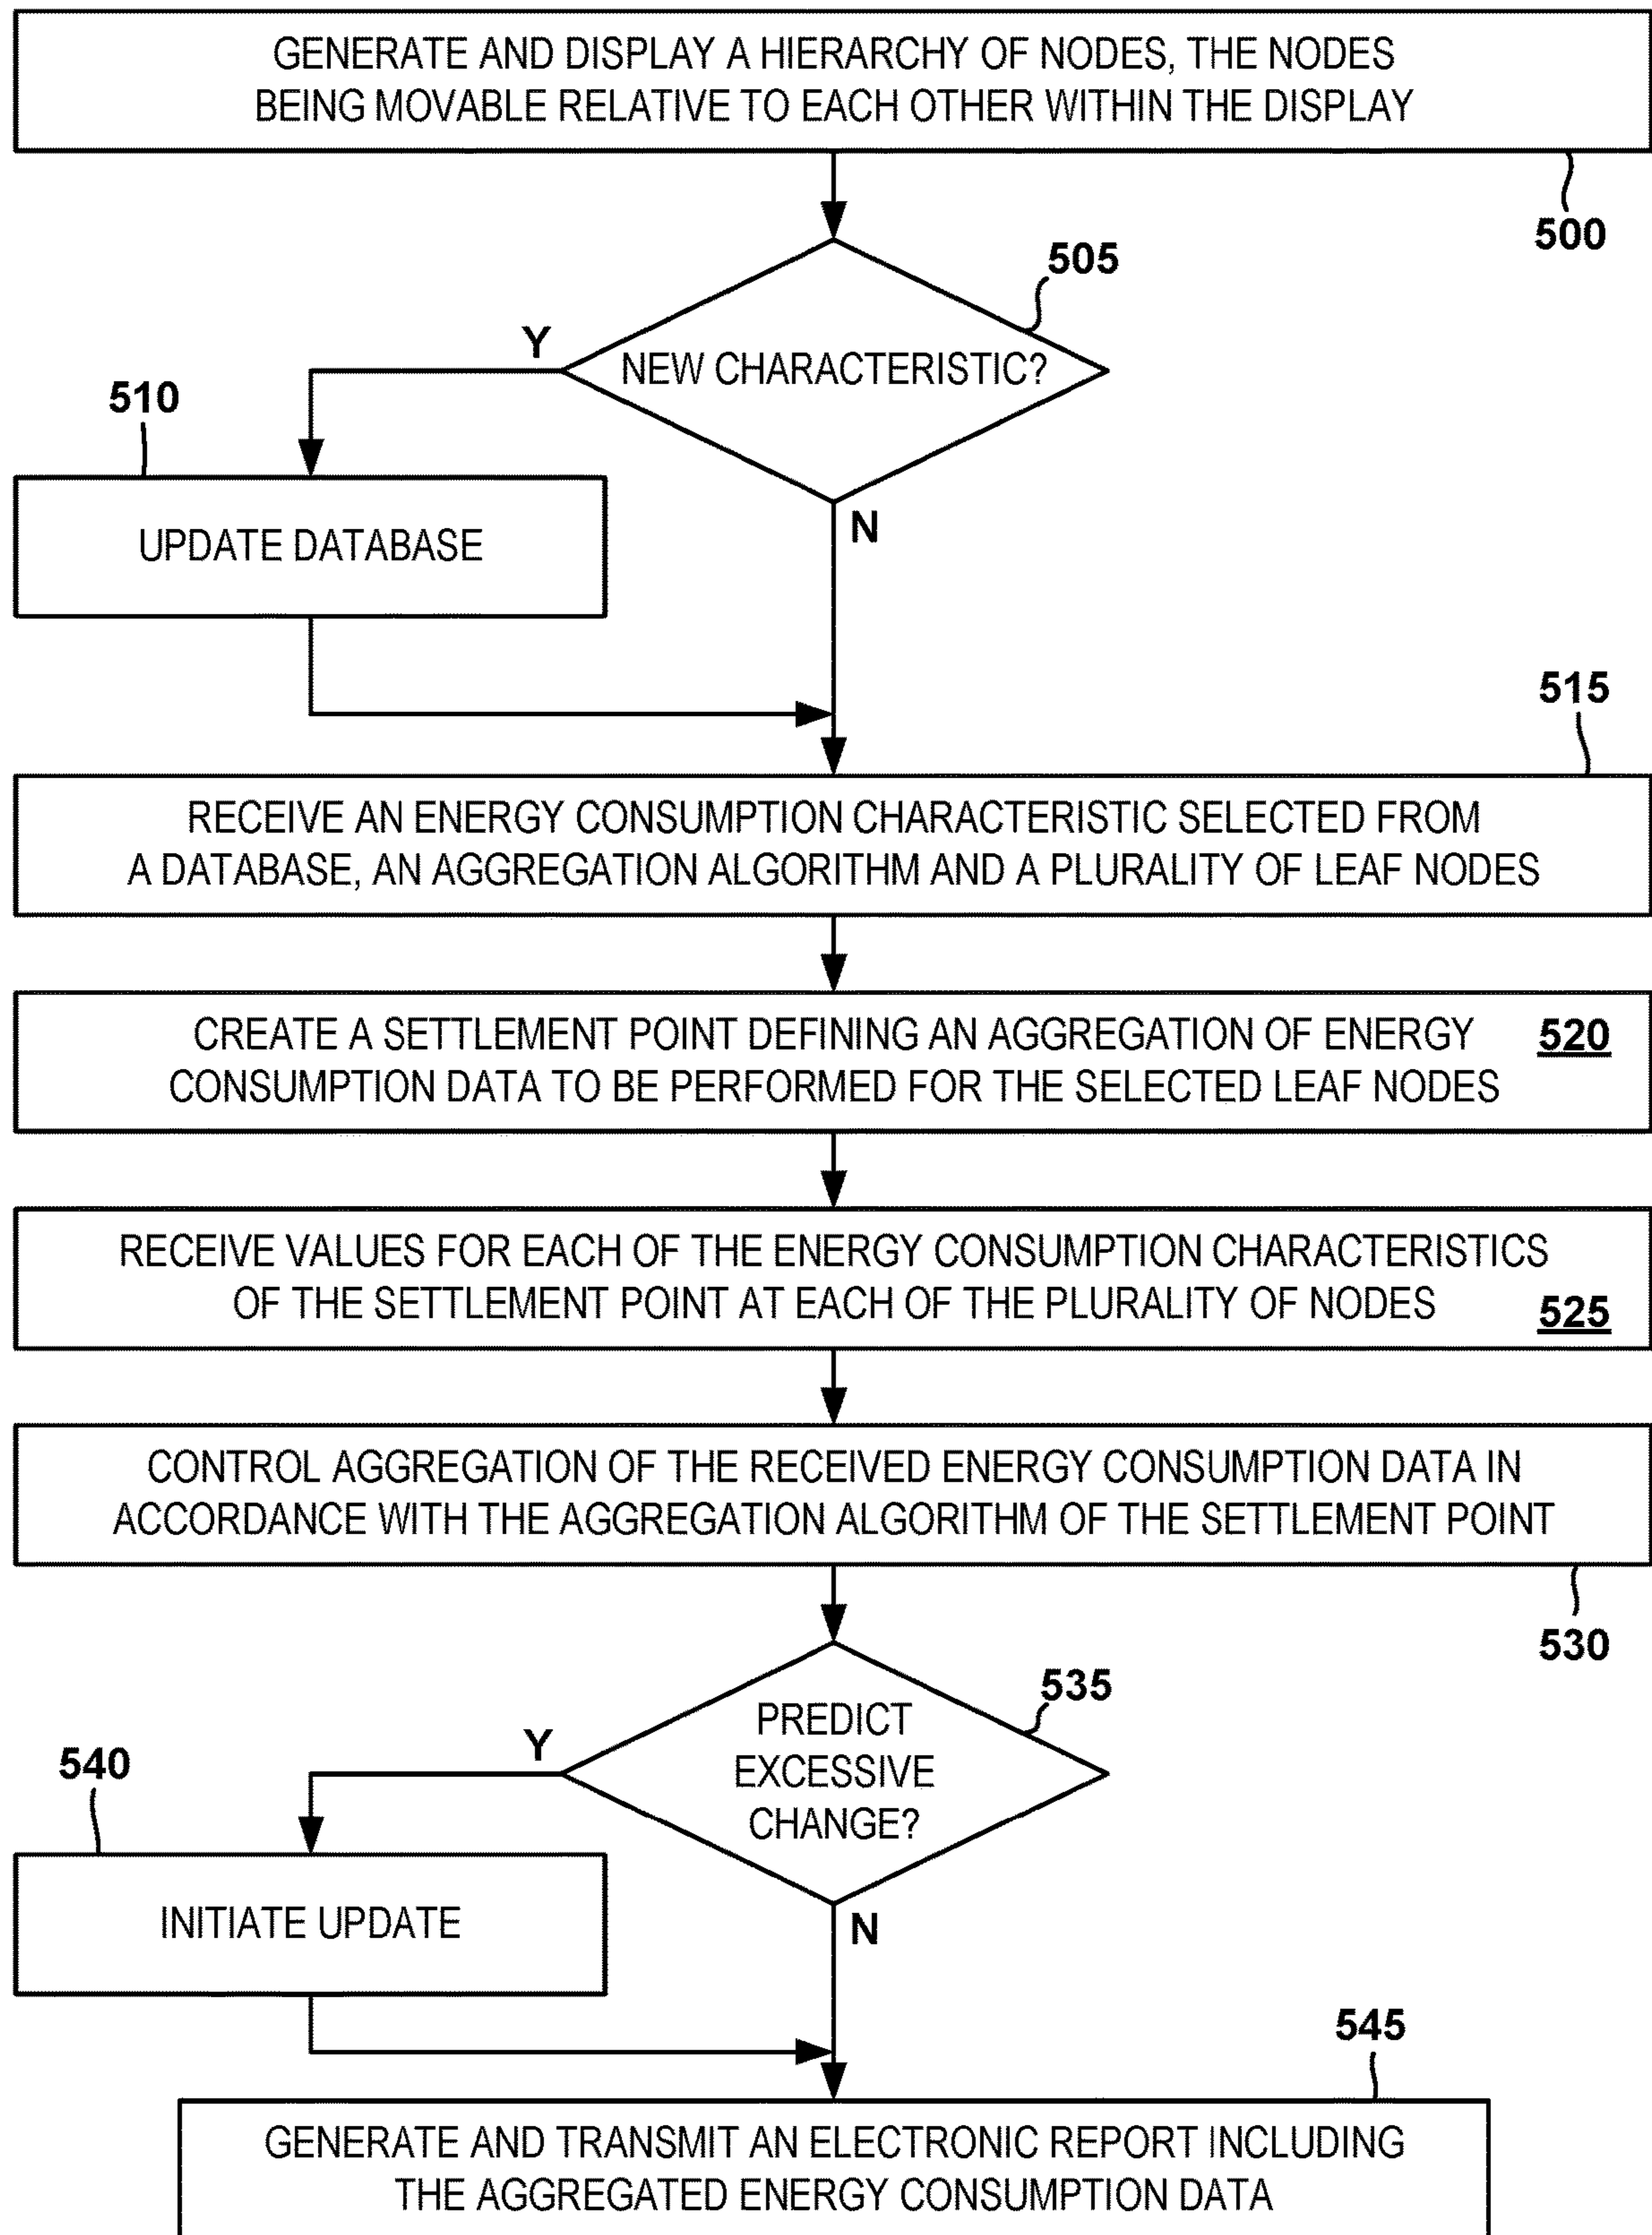 GENERATE AND DISPLAY A HIERARCHY OF NODES, THE NODES
BEING MOVABLE RELATIVE TO EACH OTHER WITHIN THE DISPLAY
500
505
NEW CHARACTERISTIC?
Y
510
UPDATE DATABASE
N
515
RECEIVE AN ENERGY CONSUMPTION CHARACTERISTIC SELECTED FROM
A DATABASE, AN AGGREGATION ALGORITHM AND A PLURALITY OF LEAF NODES
CREATE A SETTLEMENT POINT DEFINING AN AGGREGATION OF ENERGY
520
CONSUMPTION DATA TO BE PERFORMED FOR THE SELECTED LEAF NODES
RECEIVE VALUES FOR EACH OF THE ENERGY CONSUMPTION CHARACTERISTICS
OF THE SETTLEMENT POINT AT EACH OF THE PLURALITY OF NODES
525
CONTROL AGGREGATION OF THE RECEIVED ENERGY CONSUMPTION DATA IN
ACCORDANCE WITH THE AGGREGATION ALGORITHM OF THE SETTLEMENT POINT
530
535
PREDICT
EXCESSIVE
CHANGE?
Y
540
INITIATE UPDATE
N
545
GENERATE AND TRANSMIT AN ELECTRONIC REPORT INCLUDING
THE AGGREGATED ENERGY CONSUMPTION DATA